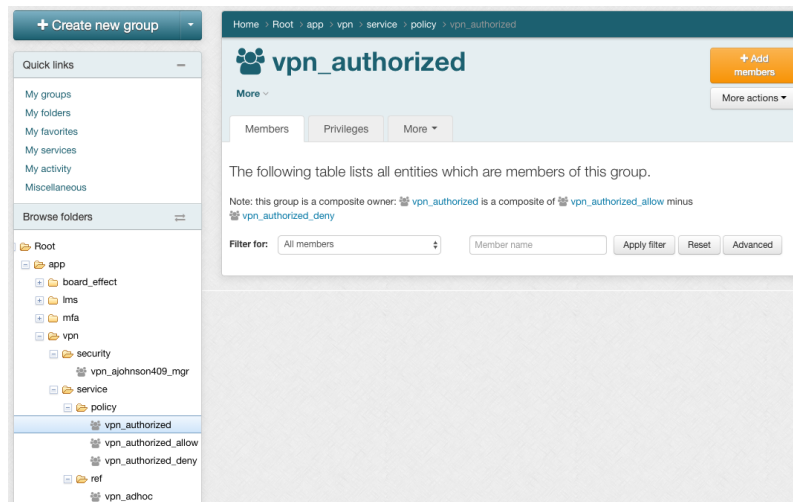 + Create new group
Quick links
My groups
My folders
My favorites
My services
My activity
Miscellaneous
Browse folders
Root
app
board_effect
lms
mfa
vpn
security
vpn_ajohnson409_mgr
service
policy
vpn_authorized
vpn_authorized_allow
vpn_authorized_deny
ref
vpn_adhoc
Home > Root > app > vpn > service > policy > vpn_authorized
vpn_authorized
+ Add
members
More
More actions
Members Privileges More
The following table lists all entities which are members of this group.
Note: this group is a composite owner: vpn_authorized is a composite of vpn_authorized_allow minus
vpn_authorized_deny
Filter for: All members Member name Apply filter Reset Advanced